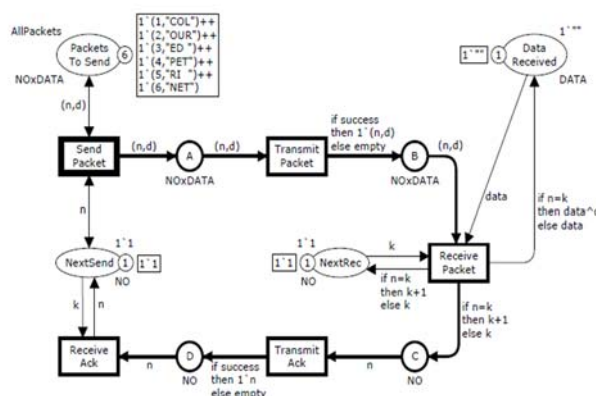 AllPackets
Packets
To Send
6
1`(1,"COL")++
1`(2,"OUR")++
1`(3,"ED ")++
1`(4,"PET")++
1`(5,"RI ")++
1`(6,"NET")
NOxDATA
1`""
1`""
1
Data
Received
DATA
(n,d)
Send
Packet
(n,d)
A
NOxDATA
(n,d)
Transmit
Packet
if success
then 1`(n,d)
else empty
B
NOxDATA
(n,d)
data
if n=k
then data^d
else data
n
NextSend
1`1
1
1`1
NO
1`1
1`1
1
NextRec
NO
k
if n=k
then k+1
else k
Receive
Packet
if n=k
then k+1
else k
k
n
Receive
Ack
n
D
NO
if success
then 1`n
else empty
Transmit
Ack
n
C
NO